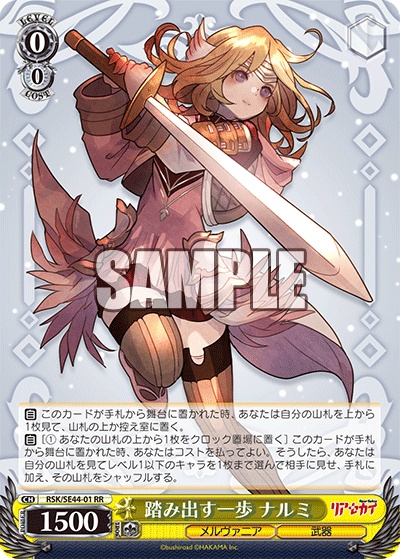 LEVEL
0
0
COST
SAMPLE
自 このカードが手札から舞台に置かれた時、あなたは自分の山札を上から
1枚見て、山札の上か控え室に置く。
自 [① あなたの山札の上から1枚をクロック置場に置く] このカードが手札
から舞台に置かれた時、あなたはコストを払ってよい。そうしたら、あなたは
自分の山札を見てレベル1以下のキャラを1枚まで選んで相手に見せ、手札に
加え、その山札をシャッフルする。
CH RSK/SE44-01 RR
POWER
1500
踏み出す一歩 ナルミ
メルヴァニア
武器
リアセカイ
©bushiroad ©HAKAMA Inc.